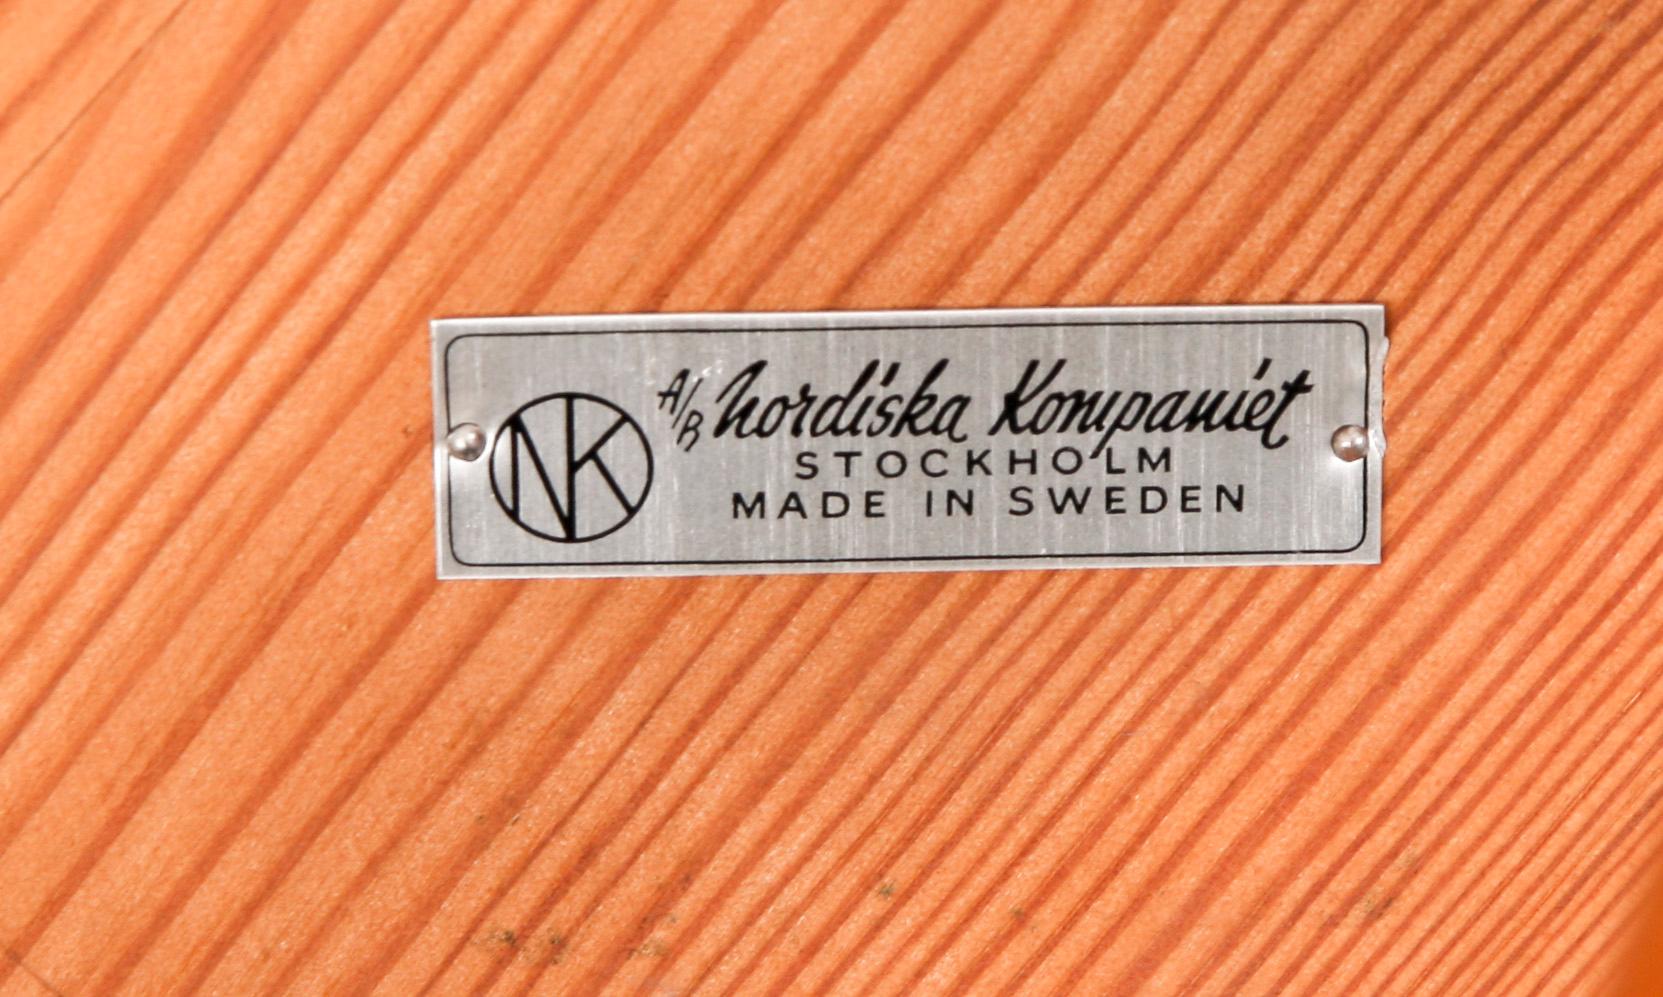 NK
A/B Nordiska Kompaniet
STOCKHOLM
MADE IN SWEDEN